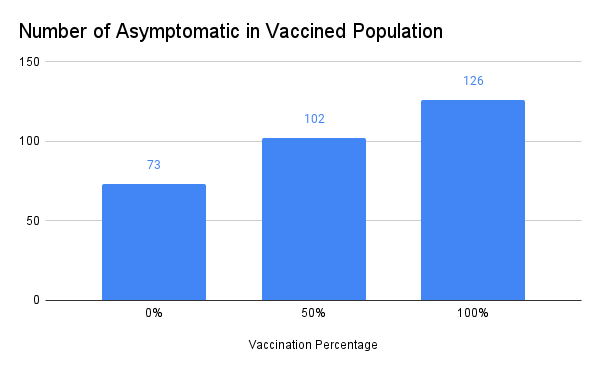 Number of Asymptomatic in Vaccined Population
150
126
102
100
73
50
0
0% 50% 100%
Vaccination Percentage